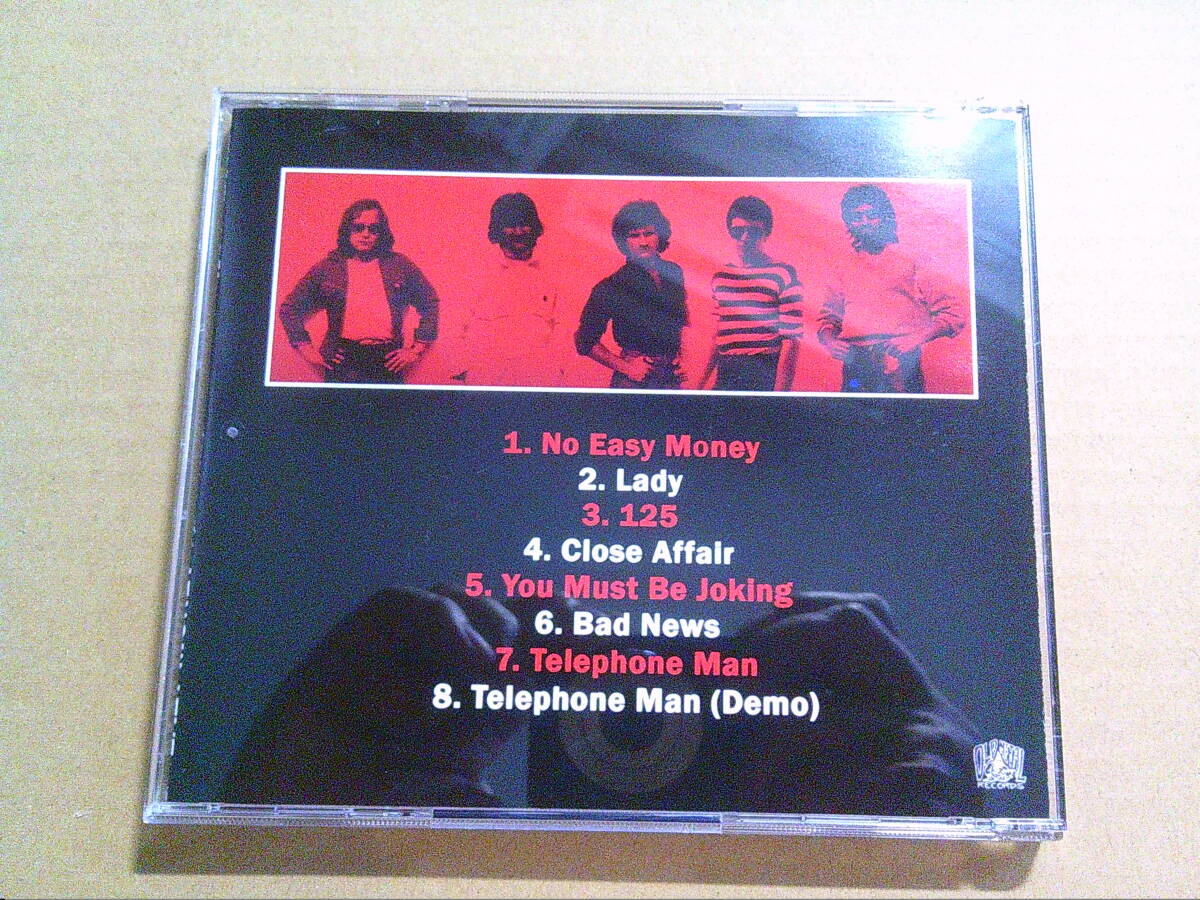 1. No Easy Money
2. Lady
3. 125
4. Close Affair
5. You Must Be Joking
6. Bad News
7. Telephone Man
8. Telephone Man (Demo)
RECORDS